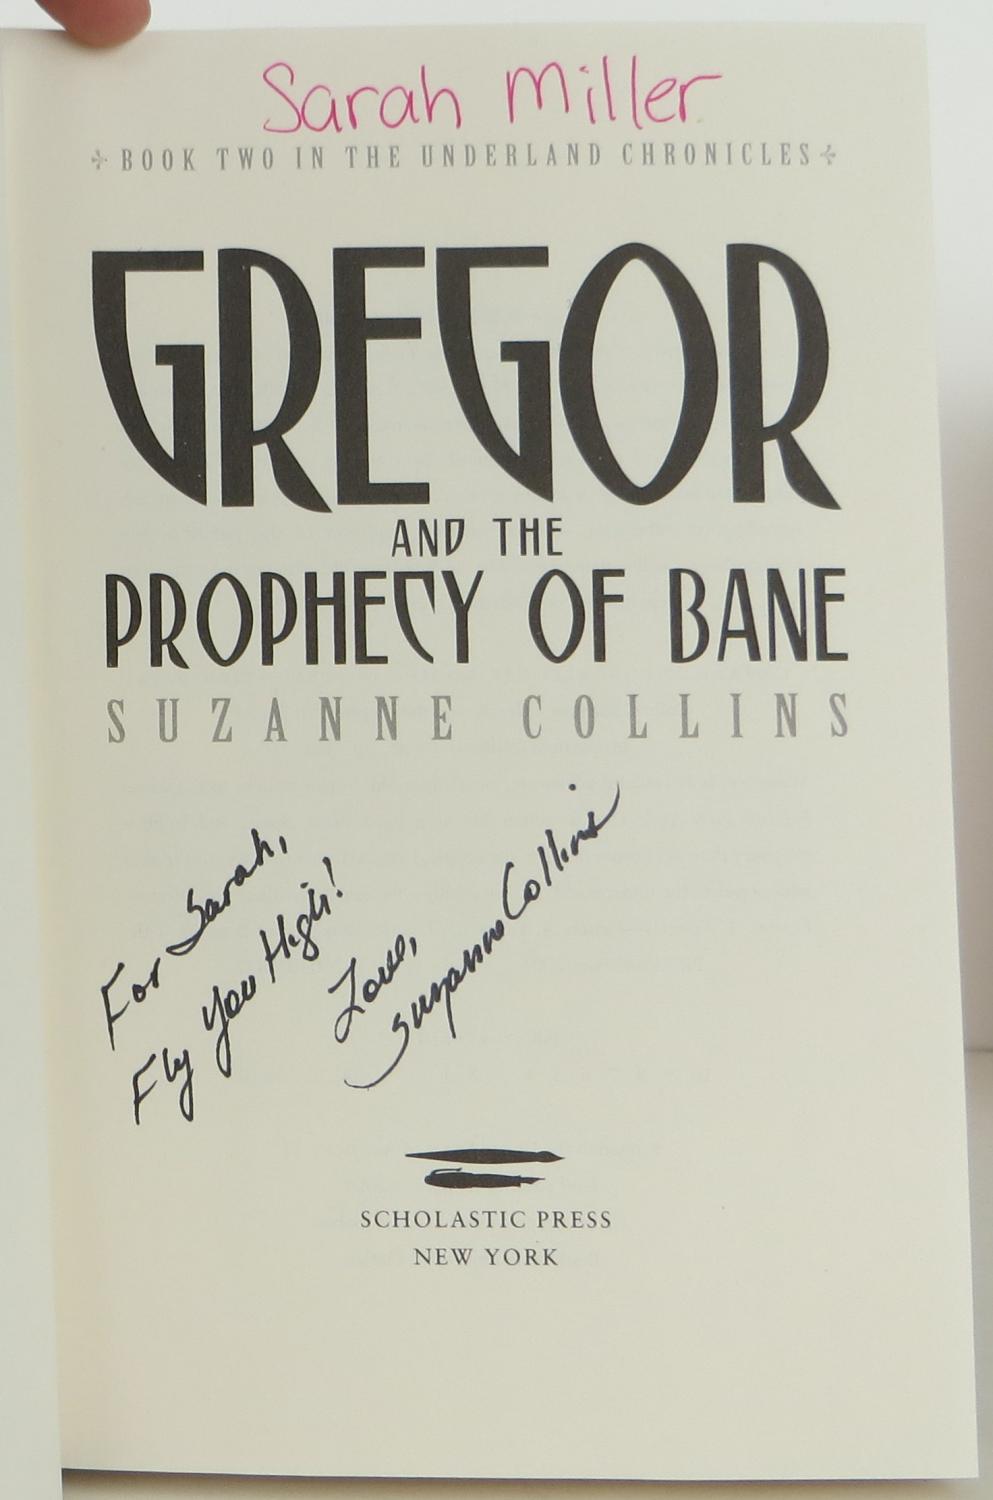 Sarah Miller
BOOK TWO IN THE UNDERLAND CHRONICLES
GREGOR
AND THE
PROPHECY OF BANE
SUZANNE COLLINS
For Sarah,
Fly You High!
Love,
Suzanne Collins
SCHOLASTIC PRESS
NEW YORK